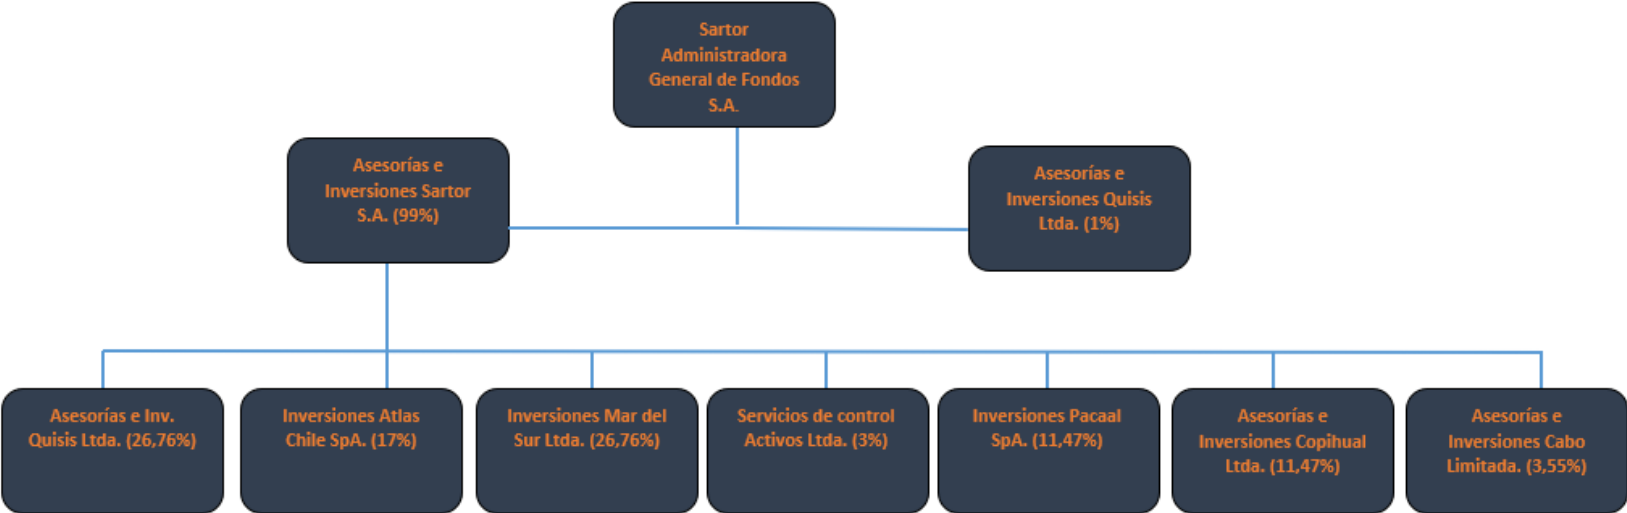 Sartor
Administradora
General de Fondos
S.A.
Asesorías e
Inversiones Sartor
S.A. (99%)
Asesorías e
Inversiones Quisis
Ltda. (1%)
Asesorías e Inv.
Quisis Ltda. (26,76%)
Inversiones Atlas
Chile SpA. (17%)
Inversiones Mar del
Sur Ltda. (26,76%)
Servicios de control
Activos Ltda. (3%)
Inversiones Pacaal
SpA. (11,47%)
Asesorías e
Inversiones Copihual
Ltda. (11,47%)
Asesorías e
Inversiones Cabo
Limitada. (3,55%)